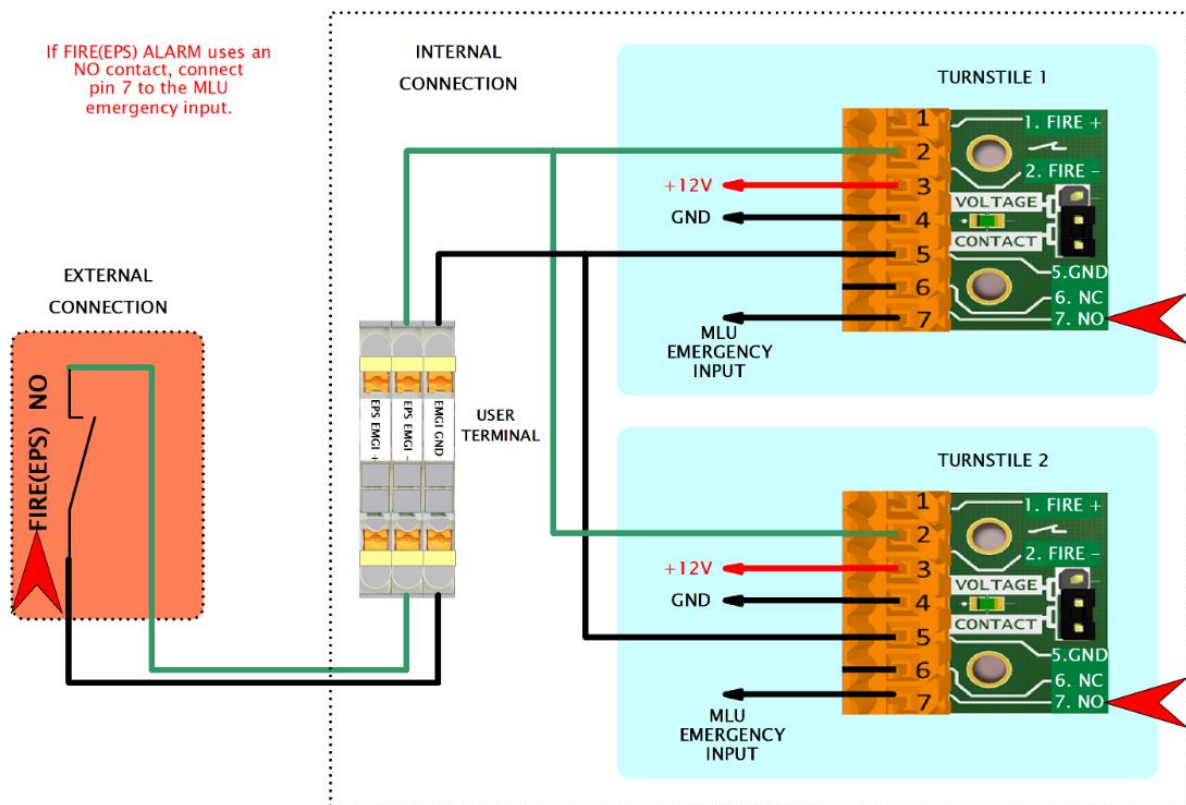 If FIRE(EPS) ALARM uses an
NO contact, connect
pin 7 to the MLU
emergency input.
INTERNAL
CONNECTION
EXTERNAL
CONNECTION
FIRE(EPS) NO
EPS EMGI +
EPS EMGI -
EMGI GND
USER
TERMINAL
TURNSTILE 1
+12V
GND
MLU
EMERGENCY
INPUT
1
2
3
4
5
6
7
1. FIRE +
2. FIRE -
VOLTAGE
CONTACT
5.GND
6. NC
7. NO
TURNSTILE 2
+12V
GND
MLU
EMERGENCY
INPUT
1
2
3
4
5
6
7
1. FIRE +
2. FIRE -
VOLTAGE
CONTACT
5.GND
6. NC
7. NO